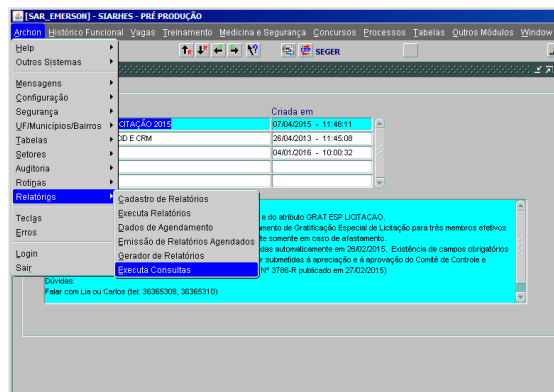 [SAR_EMERSON] - SIARHES - PRÉ PRODUÇÃO
Archon Histórico Funcional Vagas Treinamento Medicina e Segurança Concursos Processos Tabelas Outros Módulos Window
Help
SEGER
Outros Sistemas
Mensagens
Configuração
Segurança
UF/Municípios/Bairros
Tabelas
Setores
Auditoria
Rotinas
Relatórios
Teclas
Erros
Login
Sair
Criada em
CITAÇÃO 2015 07/04/2015 - 11:46:11
CID E CRM 26/04/2013 - 11:45:08
04/01/2016 - 10:00:32
Cadastro de Relatórios
Executa Relatórios
Dados de Agendamento
Emissão de Relatórios Agendados
Gerador de Relatórios
Executa Consultas
e do atributo GRAT ESP LICITACAO.
mento de Gratificação Especial de Licitação para três membros efetivos
te somente em caso de afastamento.
das automaticamente em 26/2015. Existência de campos obrigatórios
r submetidas à apreciação e à aprovação do Comitê de Controle e
Nº 3786-R publicado em 27/02/2015)
Dúvidas:
Falar com Lia ou Carlos (tel: 36365308, 36365310)